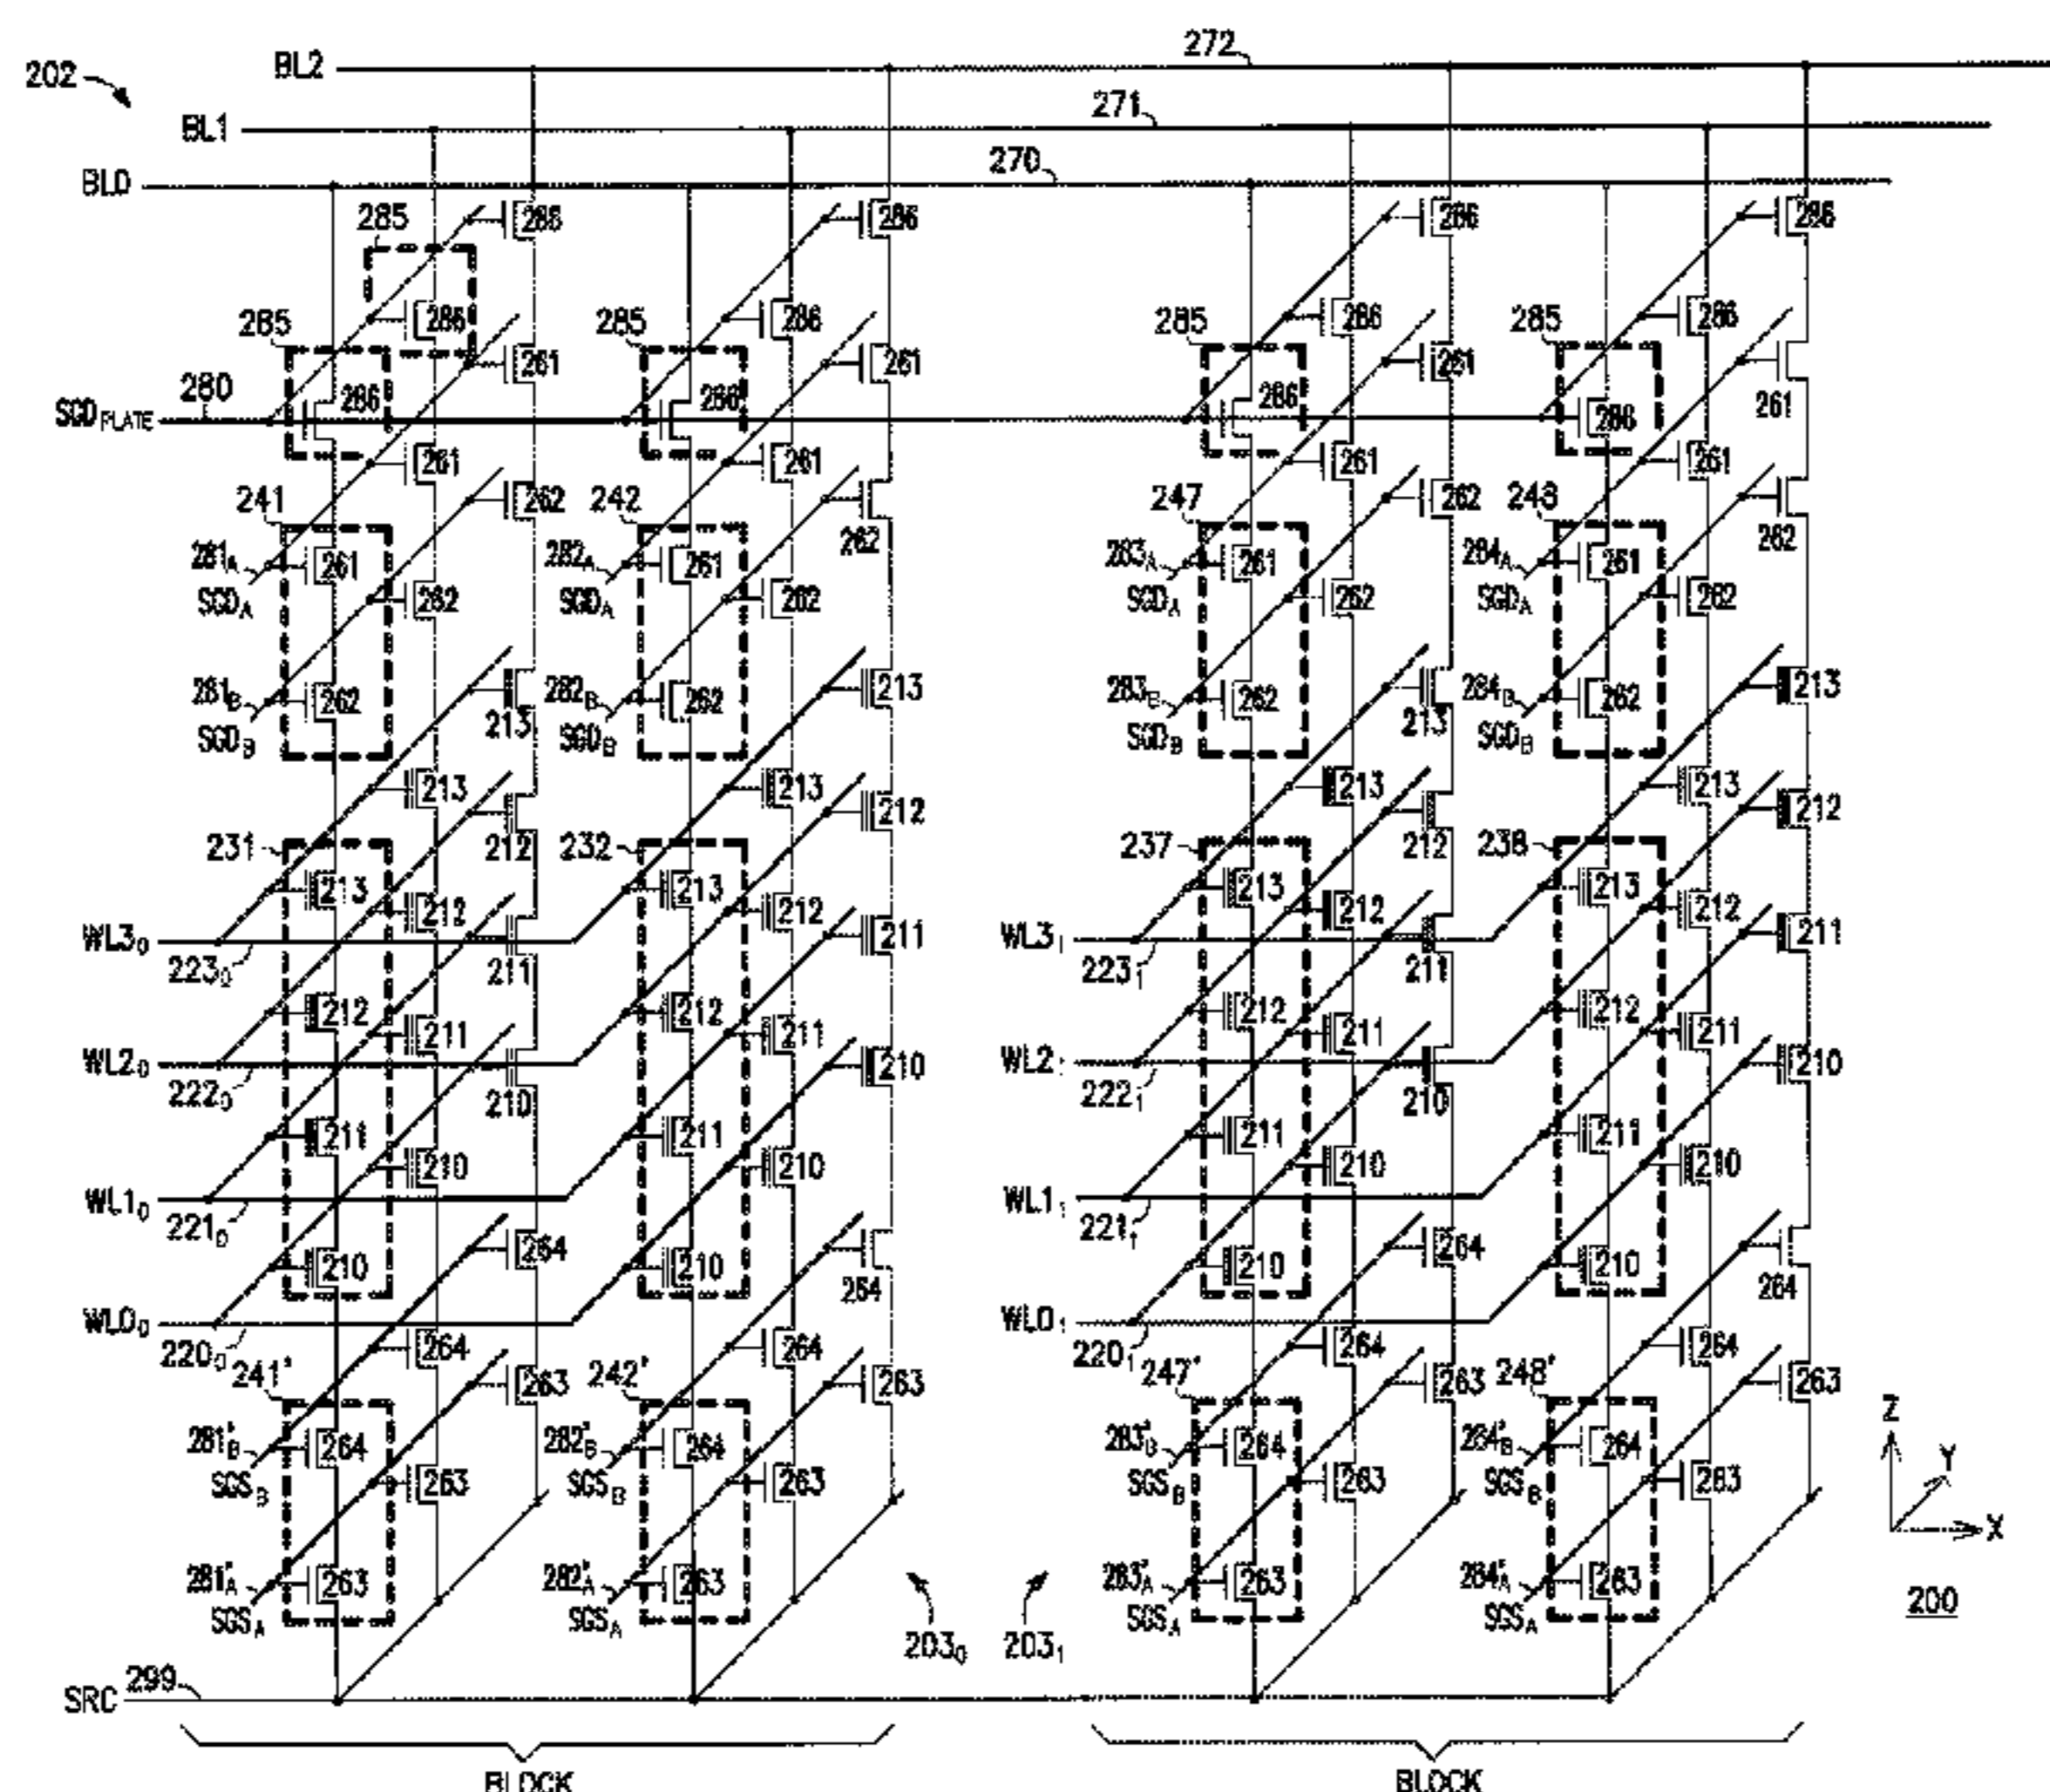 202
BL2
272
BL1
271
BL0
270
285 286 286 286 286
285 286 285 286 285 286 285 286
SGD PLATE 280 286 261 286 261 286 261 286 261
261 261 261 261
241 262 242 262 247 262 248 262
281A 261 282A 261 283A 261 284A 261
SGDA 262 SGDA 262 SGDA 262 SGDA 262
281B 262 282B 262 283B 262 284B 262
SGDB 213 SGDB 213 SGDB 213 SGDB 213
213 213 213 213
231 212 232 212 237 212 238 212
213 213 213 213
212 212 212 212
WL3₀ 223₀ 211 211 WL3₁ 223₁ 211 211
212 212 212 212
211 211 211 211
WL2₀ 222₀ 210 210 WL2₁ 222₁ 210 210
211 211 211 211
210 210 210 210
WL1₀ 221₀ WL1₁ 221₁
264 264 264 264
210 210 210 210
WL0₀ 220₀ WL0₁ 220₁
264 264 264 264
241' 263 242' 263 247' 263 248' 263
281'B 264 282'B 264 283'B 264 284'B 264
SGSB 263 SGSB 263 SGSB 263 SGSB 263
281'A 263 282'A 263 283'A 263 284'A 263
SGSA SGSA SGSA SGSA
Z
Y
X
203₀ 203₁
200
SRC 299
BLOCK BLOCK